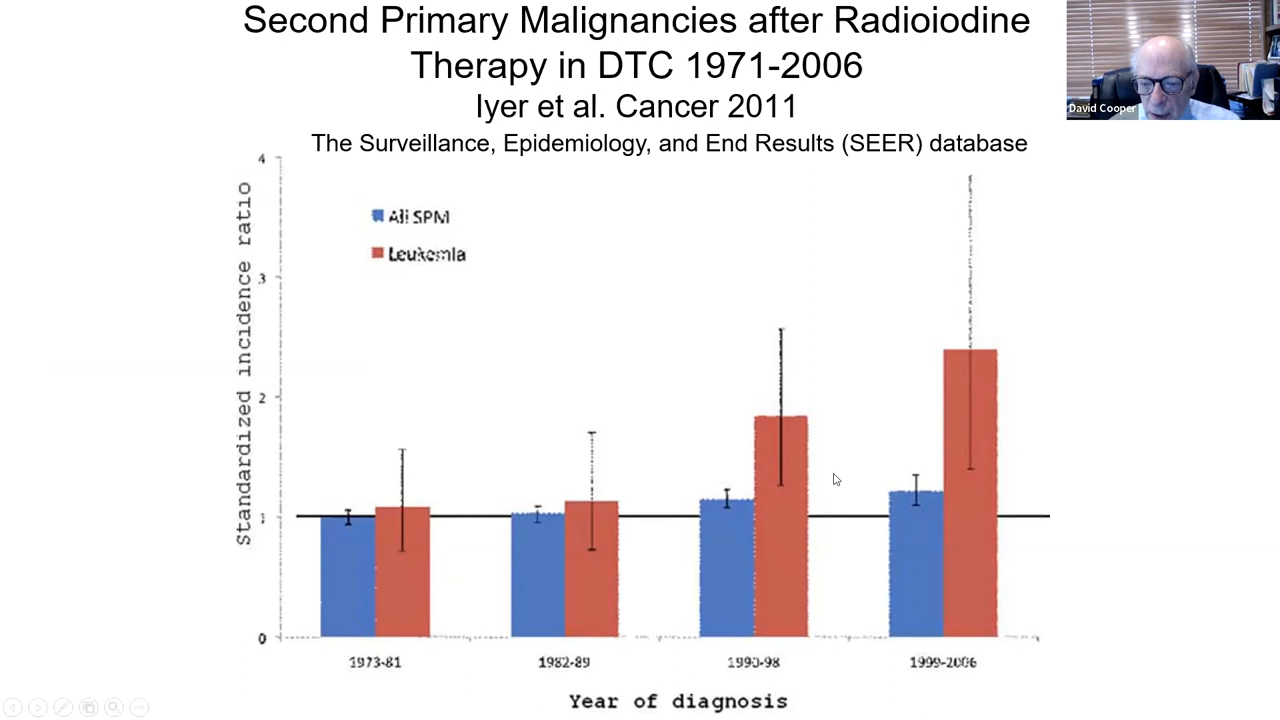 Second Primary Malignancies after Radioiodine
Therapy in DTC 1971-2006
Iyer et al. Cancer 2011
The Surveillance, Epidemiology, and End Results (SEER) database
David Cooper
Standardized incidence ratio
4
3
2
1
0
All SPM
Leukemia
1973-81
1982-89
1990-98
1999-2006
Year of diagnosis